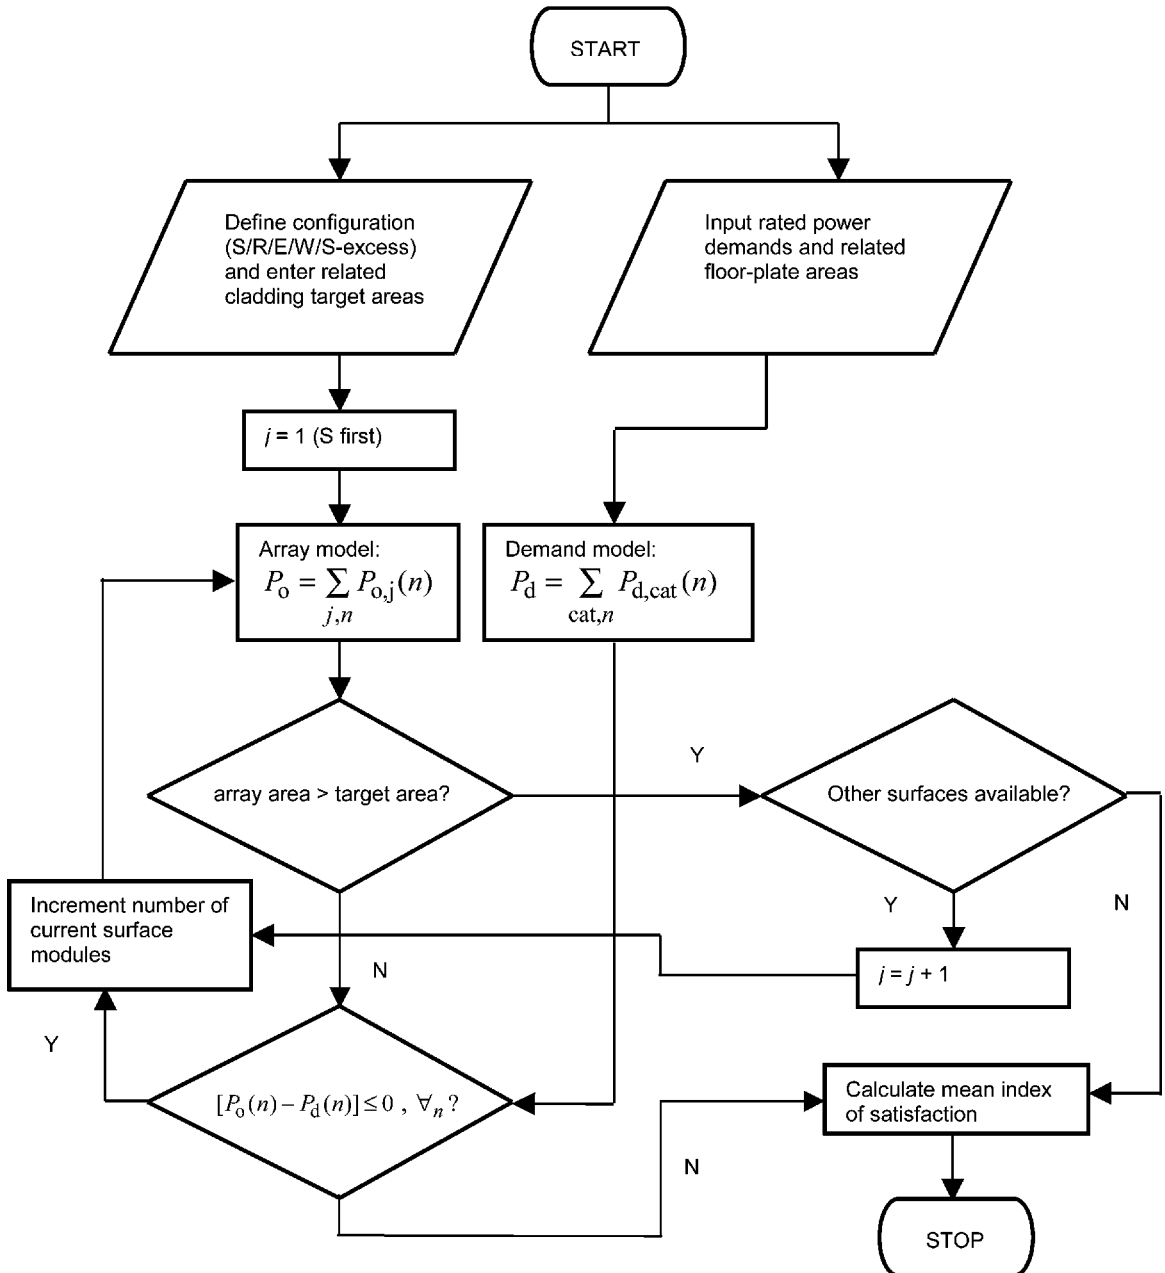 START
Define configuration
(S/R/E/W/S-excess)
and enter related
cladding target areas
Input rated power
demands and related
floor-plate areas
j = 1 (S first)
Array model:
P_o = ∑_{j,n} P_{o,j}(n)
Demand model:
P_d = ∑_{cat,n} P_{d,cat}(n)
array area > target area?
Y
Other surfaces available?
Y
N
Increment number of
current surface
modules
N
j = j + 1
Y
[P_o(n) – P_d(n)] ≤ 0 , ∀_n ?
N
Calculate mean index
of satisfaction
STOP